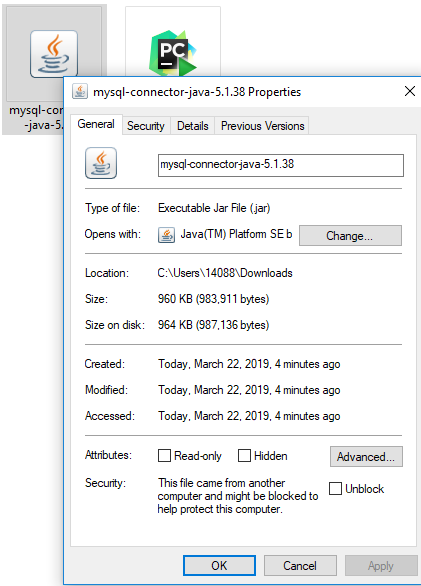 PC
mysql-con
-java-5.
mysql-connector-java-5.1.38 Properties
General Security Details Previous Versions
mysql-connector-java-5.1.38
Type of file: Executable Jar File (.jar)
Opens with: Java(TM) Platform SE b Change...
Location: C:\Users\14088\Downloads
Size: 960 KB (983,911 bytes)
Size on disk: 964 KB (987,136 bytes)
Created: Today, March 22, 2019, 4 minutes ago
Modified: Today, March 22, 2019, 4 minutes ago
Accessed: Today, March 22, 2019, 4 minutes ago
Attributes: Read-only Hidden Advanced...
Security: This file came from another
computer and might be blocked to
help protect this computer.
Unblock
OK Cancel Apply